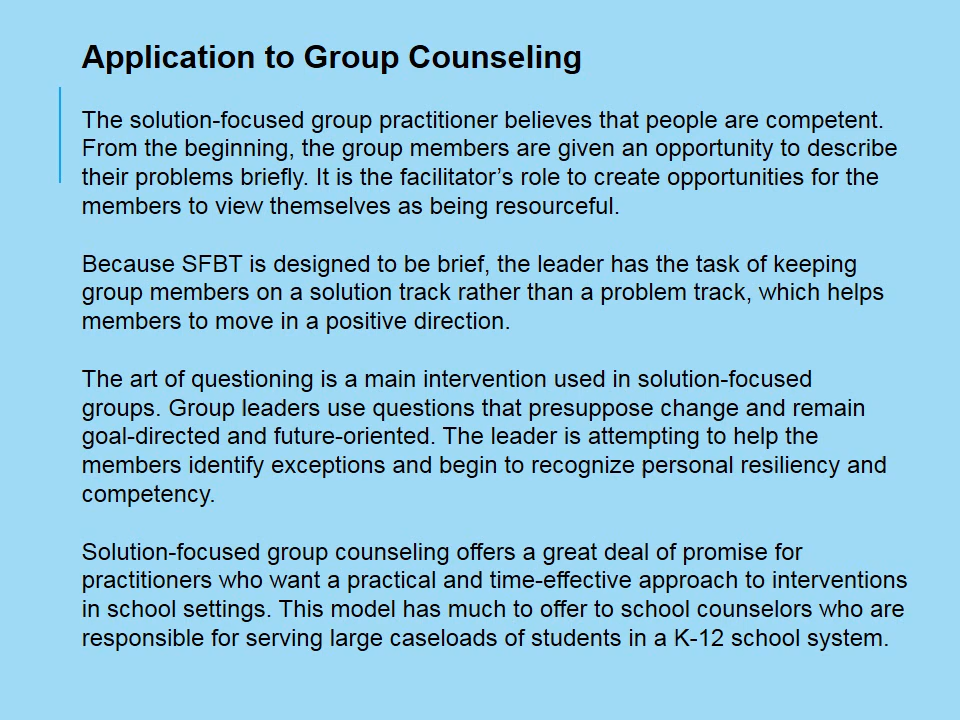 Application to Group Counseling
The solution-focused group practitioner believes that people are competent.
From the beginning, the group members are given an opportunity to describe
their problems briefly. It is the facilitator’s role to create opportunities for the
members to view themselves as being resourceful.
Because SFBT is designed to be brief, the leader has the task of keeping
group members on a solution track rather than a problem track, which helps
members to move in a positive direction.
The art of questioning is a main intervention used in solution-focused
groups. Group leaders use questions that presuppose change and remain
goal-directed and future-oriented. The leader is attempting to help the
members identify exceptions and begin to recognize personal resiliency and
competency.
Solution-focused group counseling offers a great deal of promise for
practitioners who want a practical and time-effective approach to interventions
in school settings. This model has much to offer to school counselors who are
responsible for serving large caseloads of students in a K-12 school system.